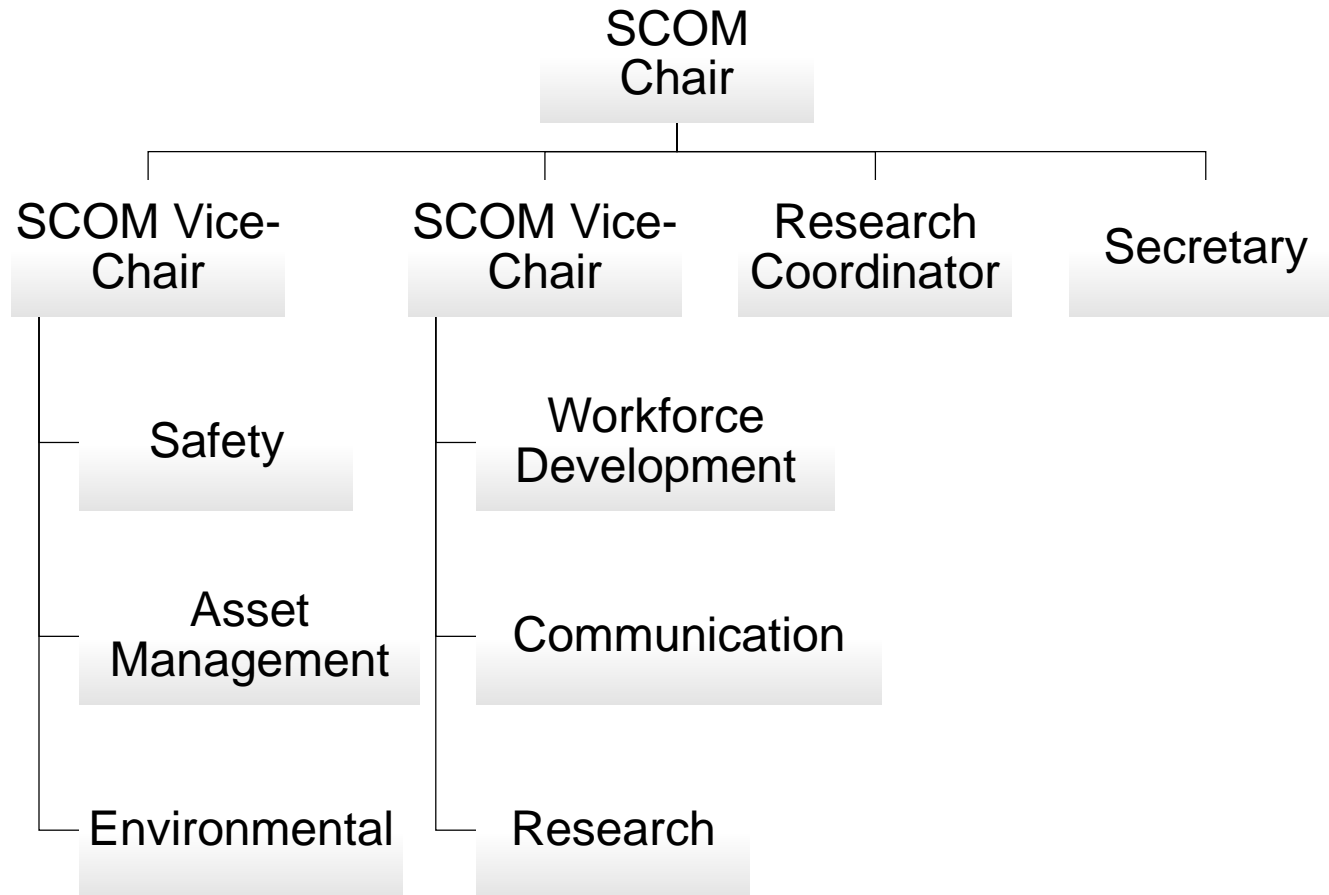 SCOM
Chair
SCOM Vice-
Chair
SCOM Vice-
Chair
Research
Coordinator
Secretary
Safety
Workforce
Development
Asset
Management
Communication
Environmental
Research